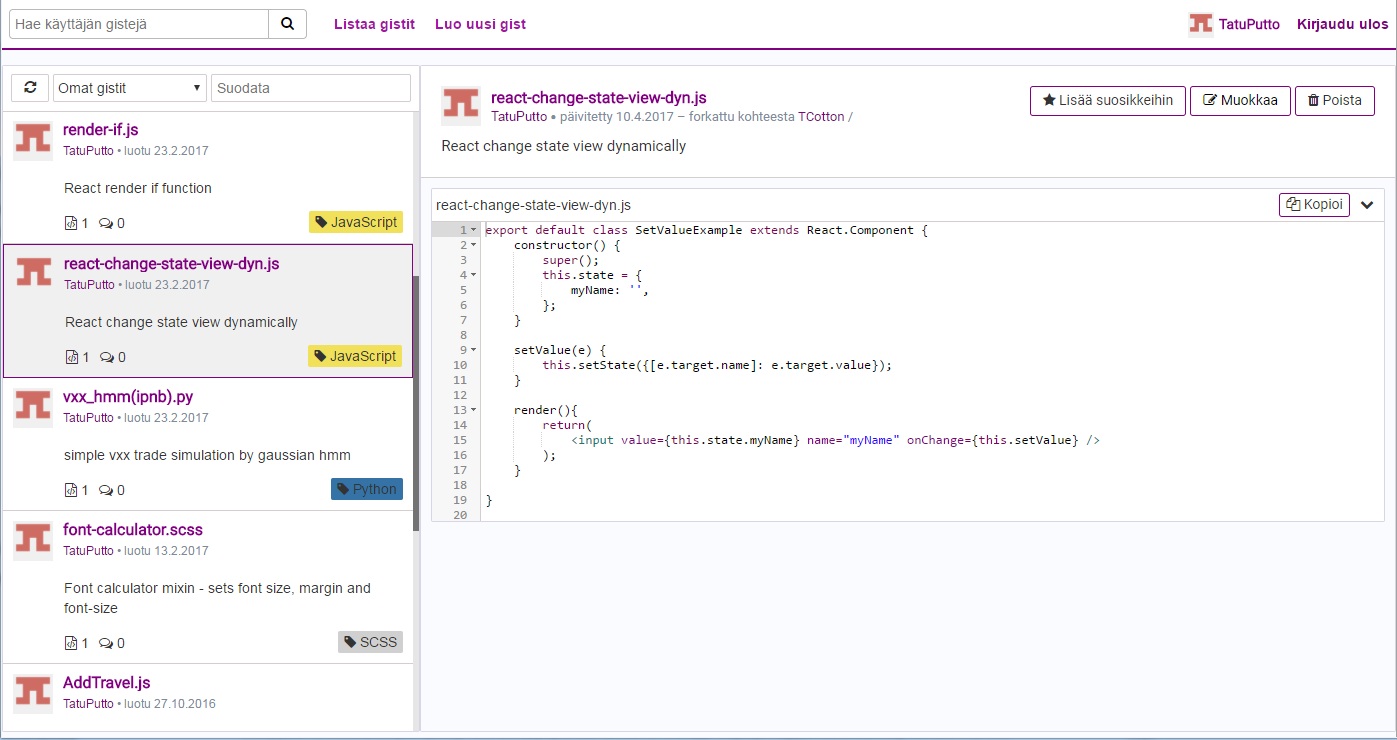 Hae käyttäjän gistejä
Listaa gistit
Luo uusi gist
TatuPutto
Kirjaudu ulos
Omat gistit
Suodata
render-if.js
TatuPutto • luotu 23.2.2017
React render if function
1 0
JavaScript
react-change-state-view-dyn.js
TatuPutto • luotu 23.2.2017
React change state view dynamically
1 0
JavaScript
vxx_hmm(ipnb).py
TatuPutto • luotu 23.2.2017
simple vxx trade simulation by gaussian hmm
1 0
Python
font-calculator.scss
TatuPutto • luotu 13.2.2017
Font calculator mixin - sets font size, margin and
font-size
1 0
SCSS
AddTravel.js
TatuPutto • luotu 27.10.2016
react-change-state-view-dyn.js
TatuPutto • päivitetty 10.4.2017 – forkattu kohteesta TCotton /
Lisää suosikkeihin
Muokkaa
Poista
React change state view dynamically
react-change-state-view-dyn.js
Kopioi
1 export default class SetValueExample extends React.Component {
2 constructor() {
3 super();
4 this.state = {
5 myName: '',
6 };
7 }
8
9 setValue(e) {
10 this.setState({[e.target.name]: e.target.value});
11 }
12
13 render(){
14 return(
15 <input value={this.state.myName} name="myName" onChange={this.setValue} />
16 );
17 }
18
19 }
20